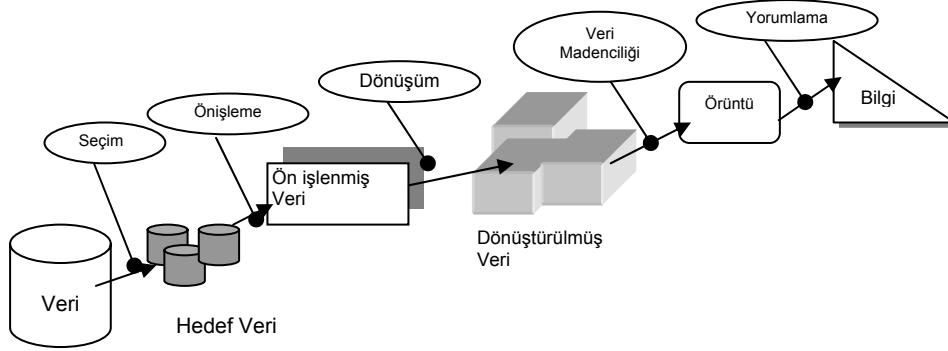 Yorumlama
Veri
Madenciliği
Dönüşüm
Önişleme
Seçim
Örüntü
Bilgi
Ön işlenmiş
Veri
Dönüştürülmüş
Veri
Veri
Hedef Veri